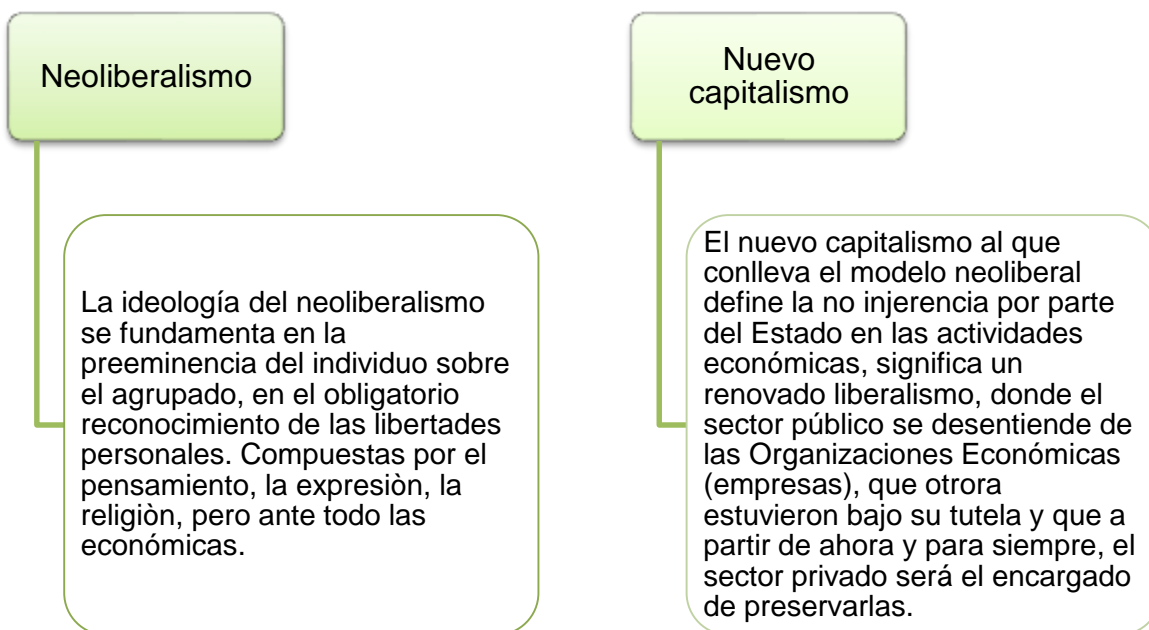 Neoliberalismo
La ideología del neoliberalismo
se fundamenta en la
preeminencia del individuo sobre
el agrupado, en el obligatorio
reconocimiento de las libertades
personales. Compuestas por el
pensamiento, la expresiòn, la
religiòn, pero ante todo las
económicas.
Nuevo
capitalismo
El nuevo capitalismo al que
conlleva el modelo neoliberal
define la no injerencia por parte
del Estado en las actividades
económicas, significa un
renovado liberalismo, donde el
sector público se desentiende de
las Organizaciones Económicas
(empresas), que otrora
estuvieron bajo su tutela y que a
partir de ahora y para siempre, el
sector privado será el encargado
de preservarlas.